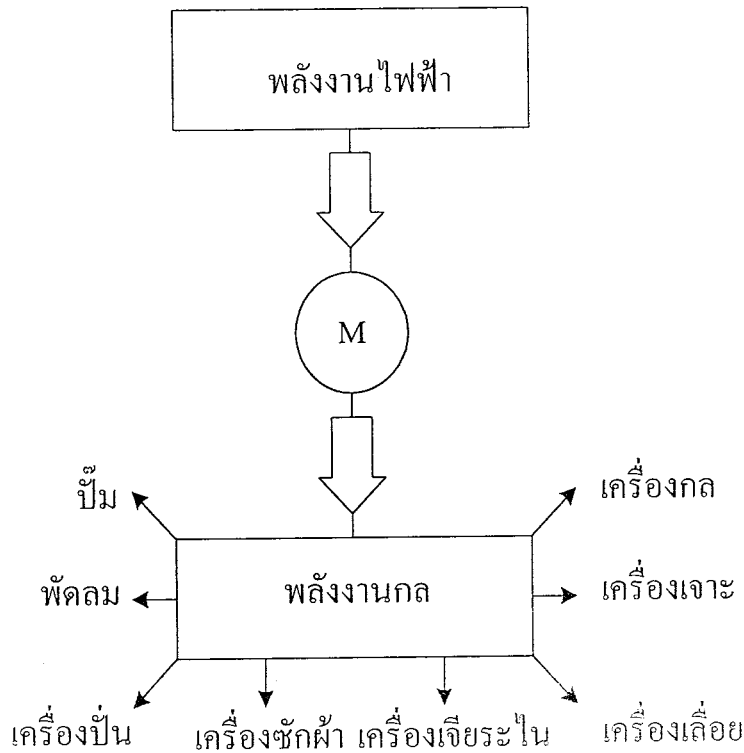 พลังงานไฟฟ้า
M
ปั๊ม
เครื่องกล
พัดลม
พลังงานกล
เครื่องเจาะ
เครื่องปั่น
เครื่องซักผ้า
เครื่องเจียระไน
เครื่องเลื่อย